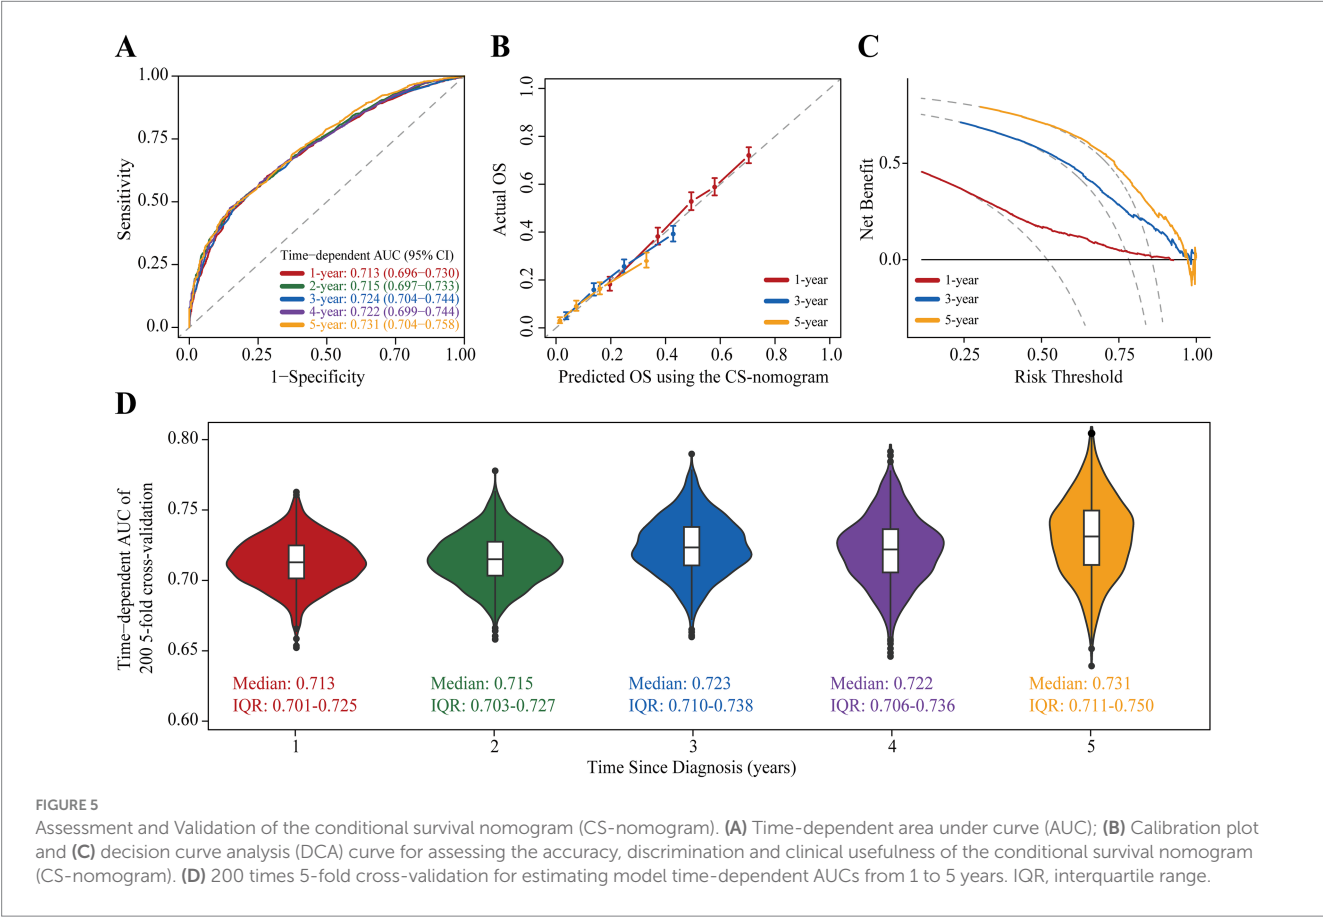 A
1.00
0.75
0.50
0.25
0.0
Sensitivity
Time−dependent AUC (95% CI)
1−year: 0.713 (0.696−0.730)
2−year: 0.715 (0.697−0.733)
3−year: 0.724 (0.704−0.744)
4−year: 0.722 (0.699−0.744)
5−year: 0.731 (0.704−0.758)
0.0 0.25 0.50 0.70 1.00
1−Specificity
B
1.0
0.8
0.6
0.4
0.2
0.0
Actual OS
1−year
3−year
5−year
0.0 0.2 0.4 0.6 0.8 1.0
Predicted OS using the CS-nomogram
C
0.5
0.0
Net Benefit
1−year
3−year
5−year
0.25 0.50 0.75 1.00
Risk Threshold
D
0.80
0.75
0.70
0.65
0.60
Time−dependent AUC of
200 5-fold cross-validation
Median: 0.713
IQR: 0.701-0.725
Median: 0.715
IQR: 0.703-0.727
Median: 0.723
IQR: 0.710-0.738
Median: 0.722
IQR: 0.706-0.736
Median: 0.731
IQR: 0.711-0.750
1 2 3 4 5
Time Since Diagnosis (years)
FIGURE 5
Assessment and Validation of the conditional survival nomogram (CS-nomogram). (A) Time-dependent area under curve (AUC); (B) Calibration plot
and (C) decision curve analysis (DCA) curve for assessing the accuracy, discrimination and clinical usefulness of the conditional survival nomogram
(CS-nomogram). (D) 200 times 5-fold cross-validation for estimating model time-dependent AUCs from 1 to 5 years. IQR, interquartile range.